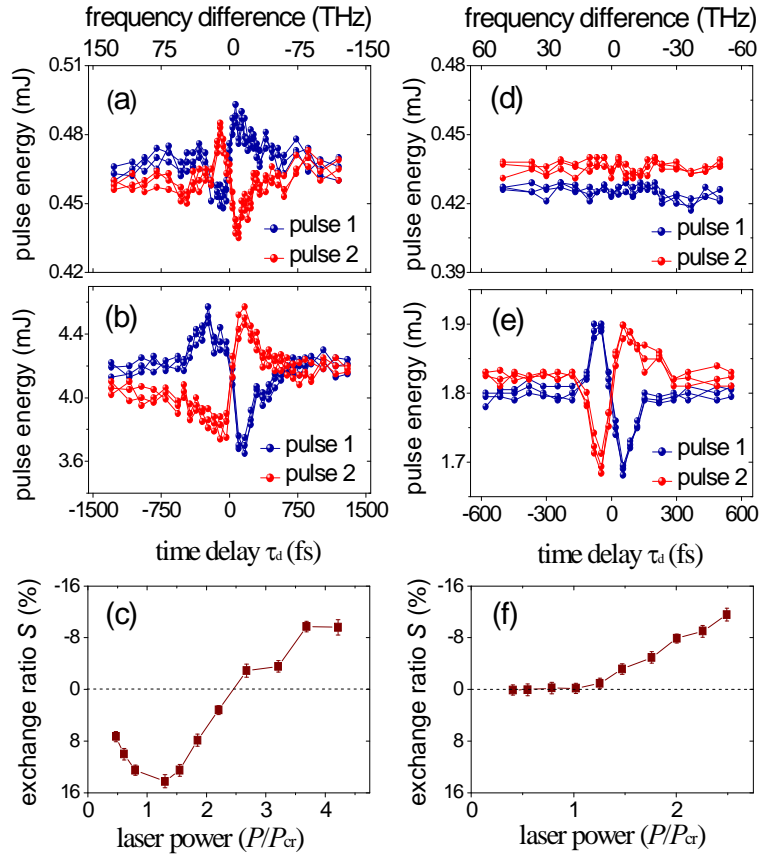 frequency difference (THz)
130 75 0 -75 -150
0.51
0.48
0.45
0.42
pulse energy (mJ)
(a)
pulse 1
pulse 2
frequency difference (THz)
60 30 0 -30 -60
0.51
0.45
0.42
0.39
pulse energy (mJ)
(d)
pulse 1
pulse 2
4.4
4.0
3.6
pulse energy (mJ)
(b)
pulse 1
pulse 2
-1500 -750 0 750 1500
time delay τd (fs)
1.9
1.8
1.7
pulse energy (mJ)
(e)
pulse 1
pulse 2
-600 -300 0 300 600
time delay τd (fs)
-16
-8
0
8
16
exchange ratio S (%)
(c)
0 1 2 3 4
laser power (P/Pcr)
-16
-8
0
8
16
exchange ratio S (%)
(f)
0 1 2
laser power (P/Pcr)